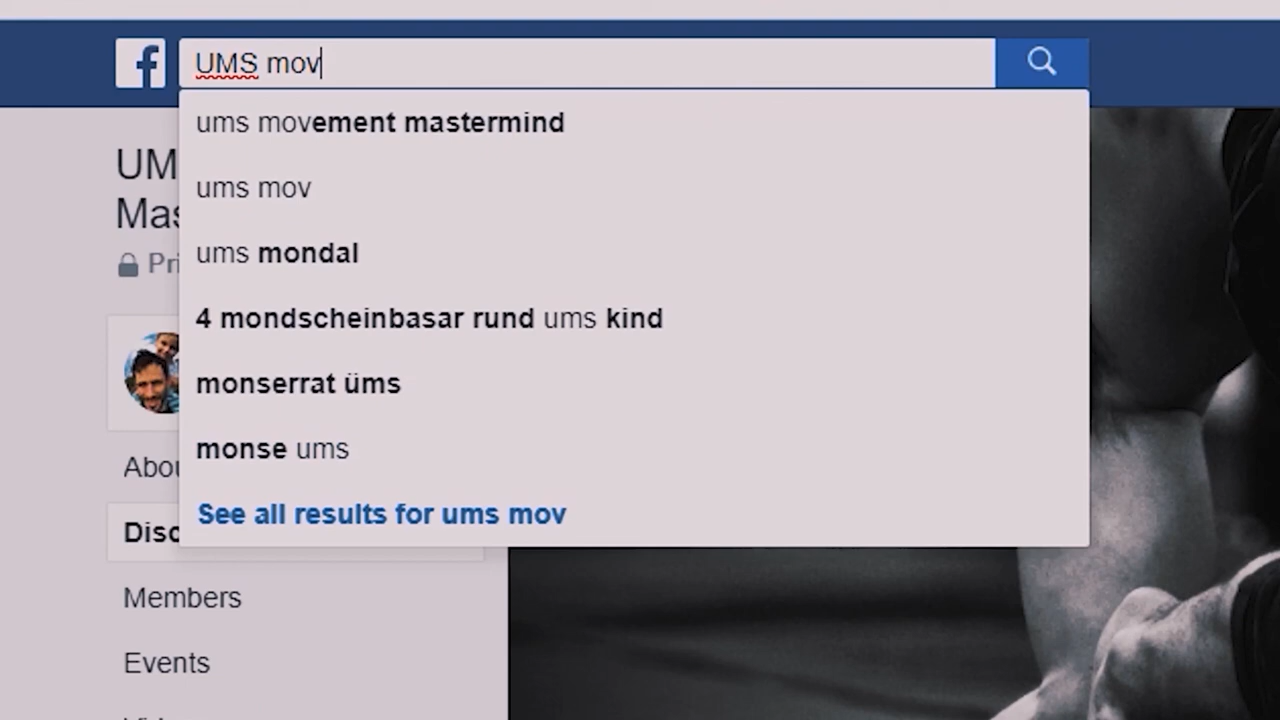 UMS mov
ums movement mastermind
UM
ums mov
Mas
ums mondal
Pri
4 mondscheinbasar rund ums kind
monserrat üms
monse ums
Abou
See all results for ums mov
Disc
Members
Events